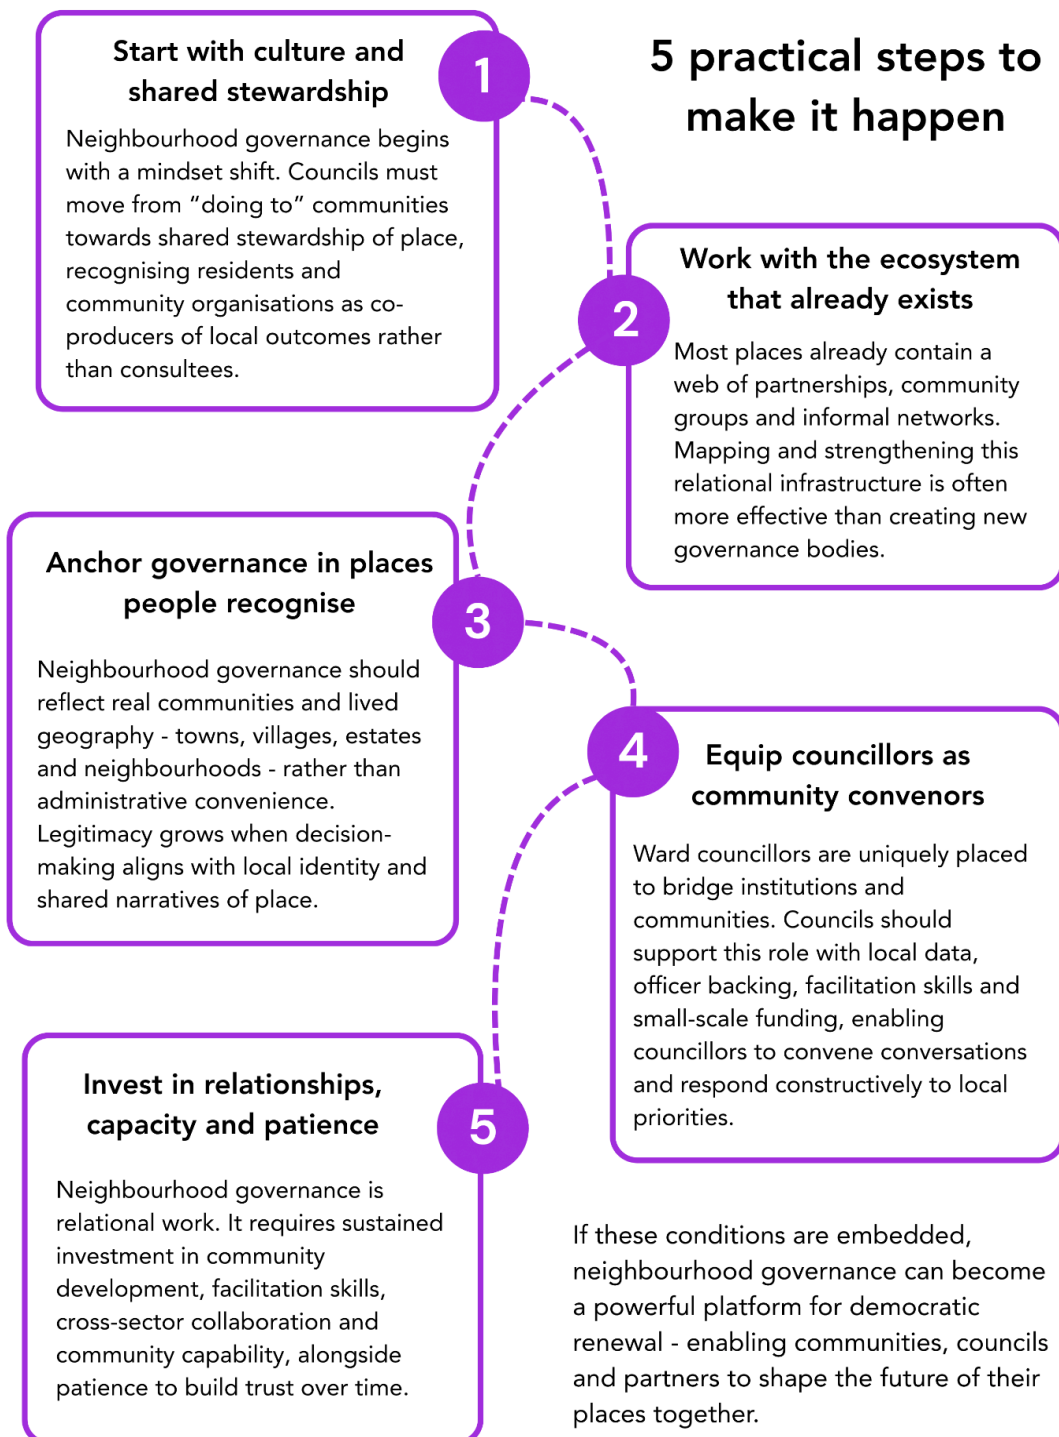 5 practical steps to
make it happen
1
Start with culture and
shared stewardship
Neighbourhood governance begins
with a mindset shift. Councils must
move from “doing to” communities
towards shared stewardship of place,
recognising residents and
community organisations as co-
producers of local outcomes rather
than consultees.
2
Work with the ecosystem
that already exists
Most places already contain a
web of partnerships, community
groups and informal networks.
Mapping and strengthening this
relational infrastructure is often
more effective than creating new
governance bodies.
3
Anchor governance in places
people recognise
Neighbourhood governance should
reflect real communities and lived
geography - towns, villages, estates
and neighbourhoods - rather than
administrative convenience.
Legitimacy grows when decision-
making aligns with local identity and
shared narratives of place.
4
Equip councillors as
community convenors
Ward councillors are uniquely placed
to bridge institutions and
communities. Councils should
support this role with local data,
officer backing, facilitation skills and
small-scale funding, enabling
councillors to convene conversations
and respond constructively to local
priorities.
5
Invest in relationships,
capacity and patience
Neighbourhood governance is
relational work. It requires sustained
investment in community
development, facilitation skills,
cross-sector collaboration and
community capability, alongside
patience to build trust over time.
If these conditions are embedded,
neighbourhood governance can become
a powerful platform for democratic
renewal - enabling communities, councils
and partners to shape the future of their
places together.